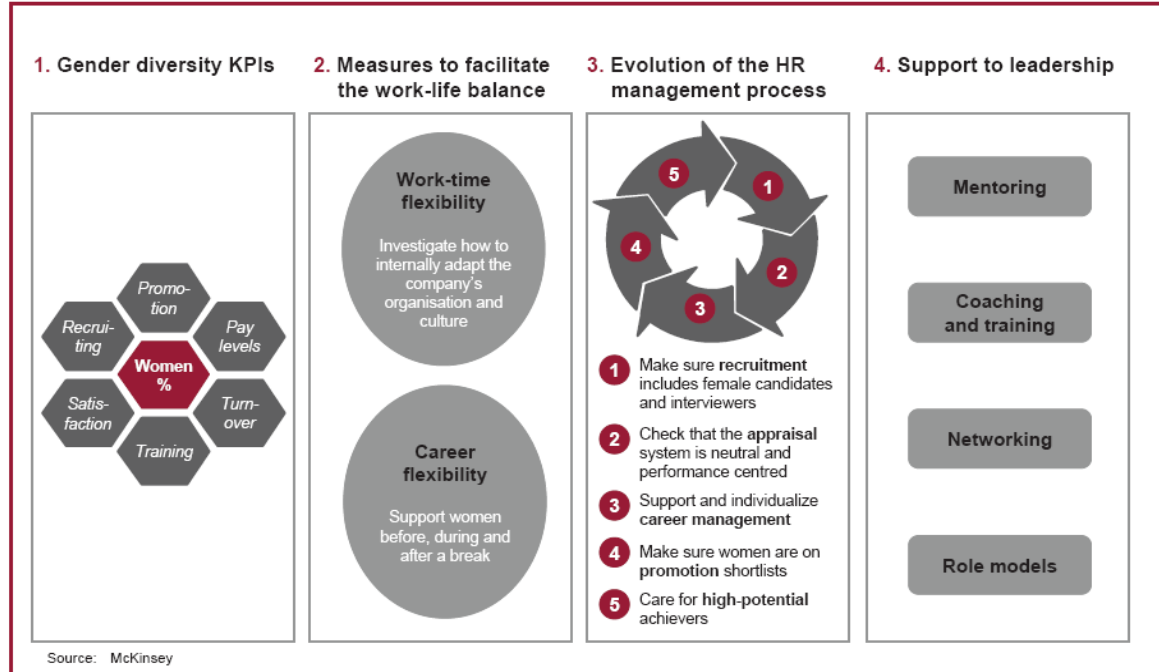 1. Gender diversity KPIs
Promo-
tion
Recrui-
ting
Pay
levels
Women
%
Satis-
faction
Turn-
over
Training
2. Measures to facilitate
the work-life balance
Work-time
flexibility
Investigate how to
internally adapt the
company's
organisation and
culture
Career
flexibility
Support women
before, during and
after a break
3. Evolution of the HR
management process
5
1
4
2
3
1 Make sure recruitment
includes female candidates
and interviewers
2 Check that the appraisal
system is neutral and
performance centred
3 Support and individualize
career management
4 Make sure women are on
promotion shortlists
5 Care for high-potential
achievers
4. Support to leadership
Mentoring
Coaching
and training
Networking
Role models
Source: McKinsey